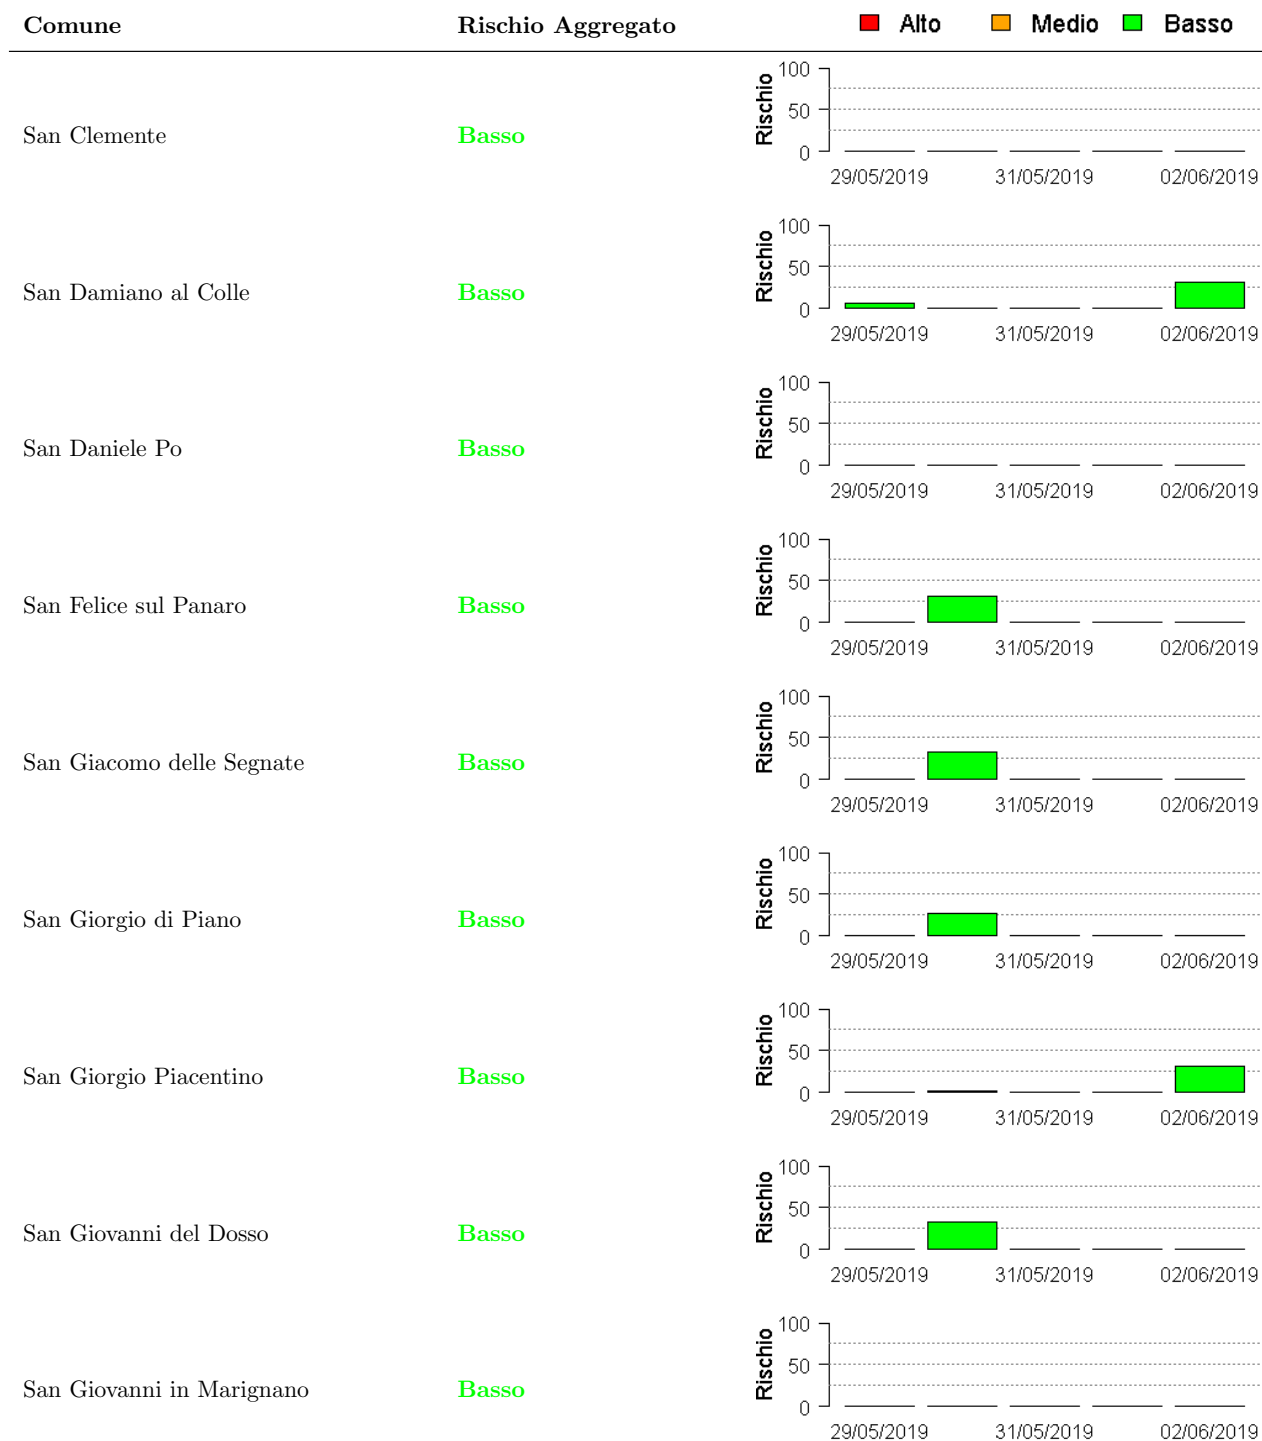 Comune Rischio Aggregato Alto Medio Basso
100
50
0
Rischio
San Clemente Basso
29/05/2019 31/05/2019 02/06/2019
100
50
0
Rischio
San Damiano al Colle Basso
29/05/2019 31/05/2019 02/06/2019
100
50
0
Rischio
San Daniele Po Basso
29/05/2019 31/05/2019 02/06/2019
100
50
0
Rischio
San Felice sul Panaro Basso
29/05/2019 31/05/2019 02/06/2019
100
50
0
Rischio
San Giacomo delle Segnate Basso
29/05/2019 31/05/2019 02/06/2019
100
50
0
Rischio
San Giorgio di Piano Basso
29/05/2019 31/05/2019 02/06/2019
100
50
0
Rischio
San Giorgio Piacentino Basso
29/05/2019 31/05/2019 02/06/2019
100
50
0
Rischio
San Giovanni del Dosso Basso
29/05/2019 31/05/2019 02/06/2019
100
50
0
Rischio
San Giovanni in Marignano Basso
29/05/2019 31/05/2019 02/06/2019